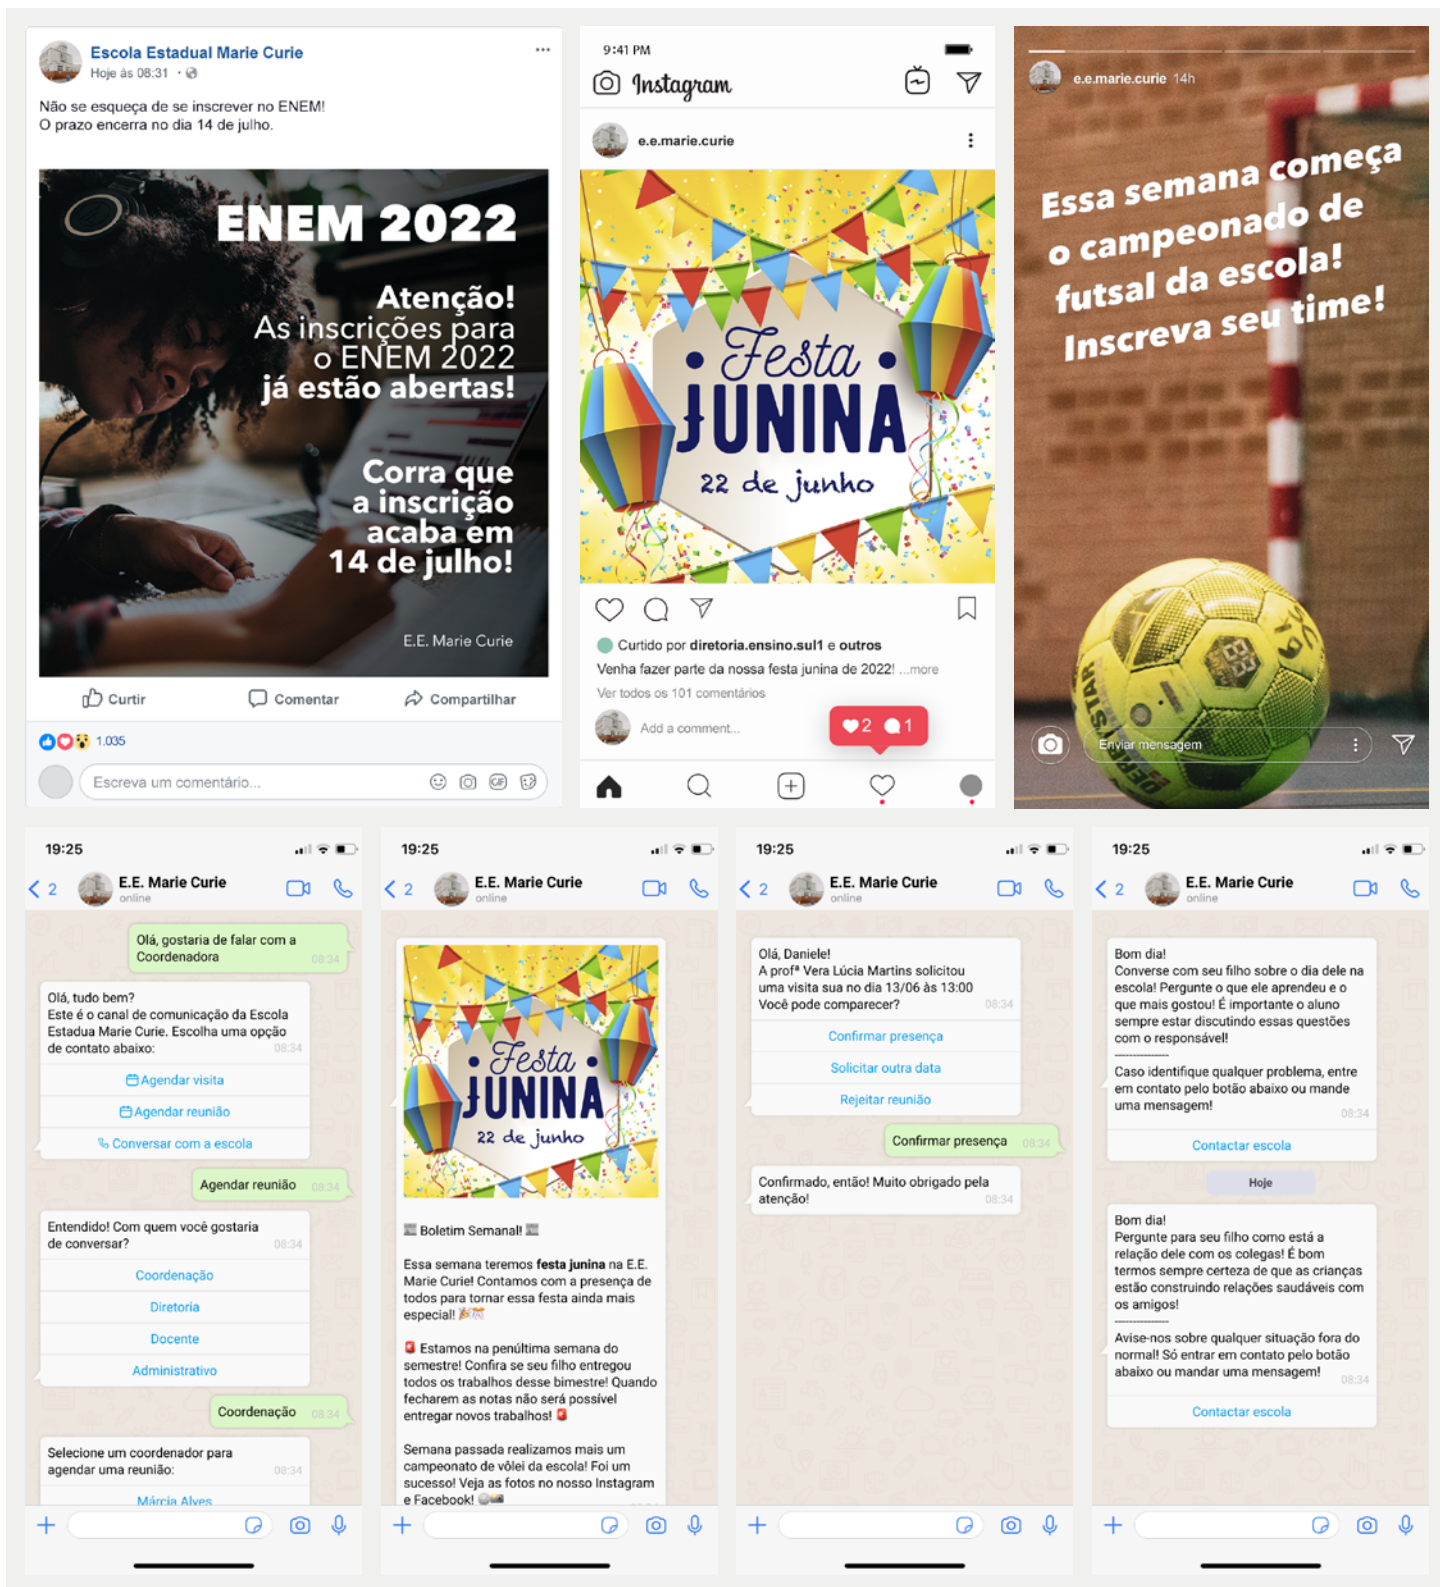 Escola Estadual Marie Curie
Hoje às 08:31
Não se esqueça de se inscrever no ENEM!
O prazo encerra no dia 14 de julho.
ENEM 2022
Atenção!
As inscrições para
o ENEM 2022
já estão abertas!
Corra que
a inscrição
acaba em
14 de julho!
E.E. Marie Curie
Curtir
Comentar
Compartilhar
1.035
Escreva um comentário...
GIF
9:41 PM
Instagram
e.e.marie.curie
Festa
JUNINA
22 de junho
Curtido por diretoria.ensino.sul1 e outros
Venha fazer parte da nossa festa junina de 2022! ...more
Ver todos os 101 comentários
Add a comment...
2 1
e.e.marie.curie 14h
Essa semana começa
o campeonado de
futsal da escola!
Inscreva seu time!
Enviar mensagem
19:25
2
E.E. Marie Curie
online
Olá, gostaria de falar com a
Coordenadora 08:34
Olá, tudo bem?
Este é o canal de comunicação da Escola
Estadua Marie Curie. Escolha uma opção
de contato abaixo: 08:34
Agendar visita
Agendar reunião
Conversar com a escola
Agendar reunião 08:34
Entendido! Com quem você gostaria
de conversar? 08:34
Coordenação
Diretoria
Docente
Administrativo
Coordenação 08:34
Selecione um coordenador para
agendar uma reunião: 08:34
Márcia Alves
19:25
2
E.E. Marie Curie
online
Festa
JUNINA
22 de junho
Boletim Semanal!
Essa semana teremos festa junina na E.E.
Marie Curie! Contamos com a presença de
todos para tornar essa festa ainda mais
especial! 🎉🎊
🚨 Estamos na penúltima semana do
semestre! Confira se seu filho entregou
todos os trabalhos desse bimestre! Quando
fecharem as notas não será possível
entregar novos trabalhos! 🚨
Semana passada realizamos mais um
campeonato de vôlei da escola! Foi um
sucesso! Veja as fotos no nosso Instagram
e Facebook! 🏐📸
19:25
2
E.E. Marie Curie
online
Olá, Daniele!
A profª Vera Lúcia Martins solicitou
uma visita sua no dia 13/06 às 13:00
Você pode comparecer? 08:34
Confirmar presença
Solicitar outra data
Rejeitar reunião
Confirmar presença 08:34
Confirmado, então! Muito obrigado pela
atenção! 08:34
19:25
2
E.E. Marie Curie
online
Bom dia!
Converse com seu filho sobre o dia dele na
escola! Pergunte o que ele aprendeu e o
que mais gostou! É importante o aluno
sempre estar discutindo essas questões
com o responsável!
---------------
Caso identifique qualquer problema, entre
em contato pelo botão abaixo ou mande
uma mensagem! 08:34
Contactar escola
Hoje
Bom dia!
Pergunte para seu filho como está a
relação dele com os colegas! É bom
termos sempre certeza de que as crianças
estão construindo relações saudáveis com
os amigos!
---------------
Avise-nos sobre qualquer situação fora do
normal! Só entrar em contato pelo botão
abaixo ou mandar uma mensagem! 08:34
Contactar escola